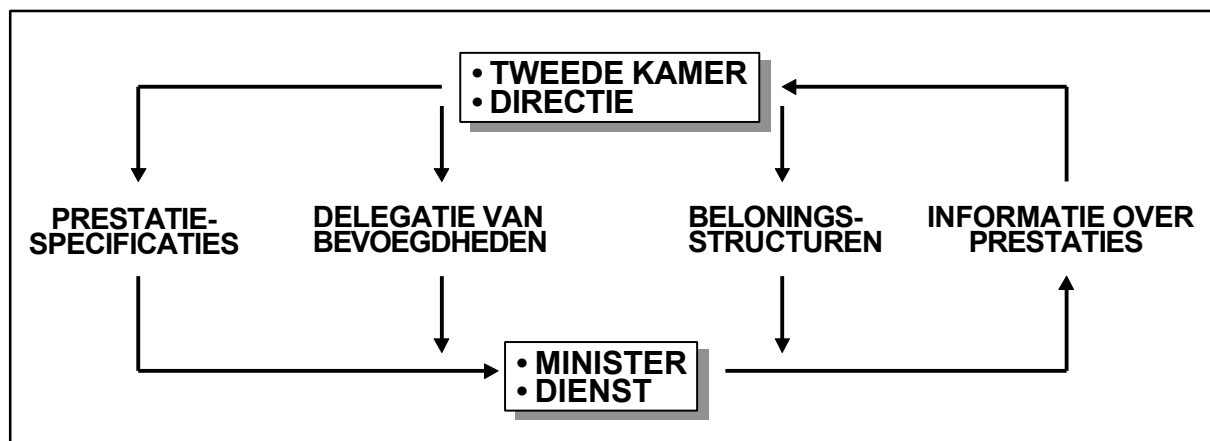 • TWEEDE KAMER
• DIRECTIE
PRESTATIE-
SPECIFICATIES
DELEGATIE VAN
BEVOEGDHEDEN
BELONINGS-
STRUCTUREN
INFORMATIE OVER
PRESTATIES
• MINISTER
• DIENST